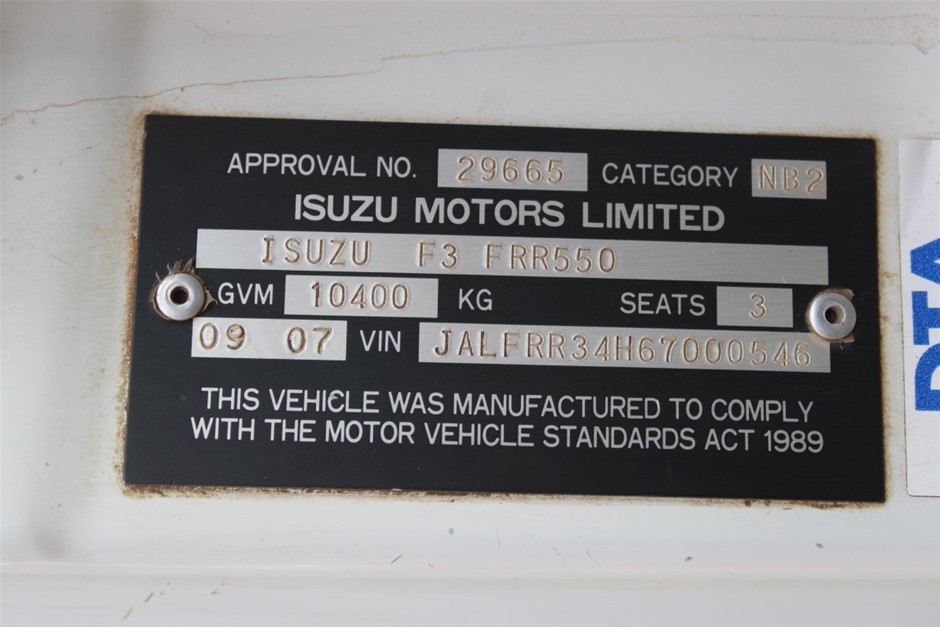 APPROVAL NO. 29665 CATEGORY NB2
ISUZU MOTORS LIMITED
ISUZU F3 FRR550
GVM 10400 KG SEATS 3
09 07 VIN JALFRR34H67000546
THIS VEHICLE WAS MANUFACTURED TO COMPLY
WITH THE MOTOR VEHICLE STANDARDS ACT 1989